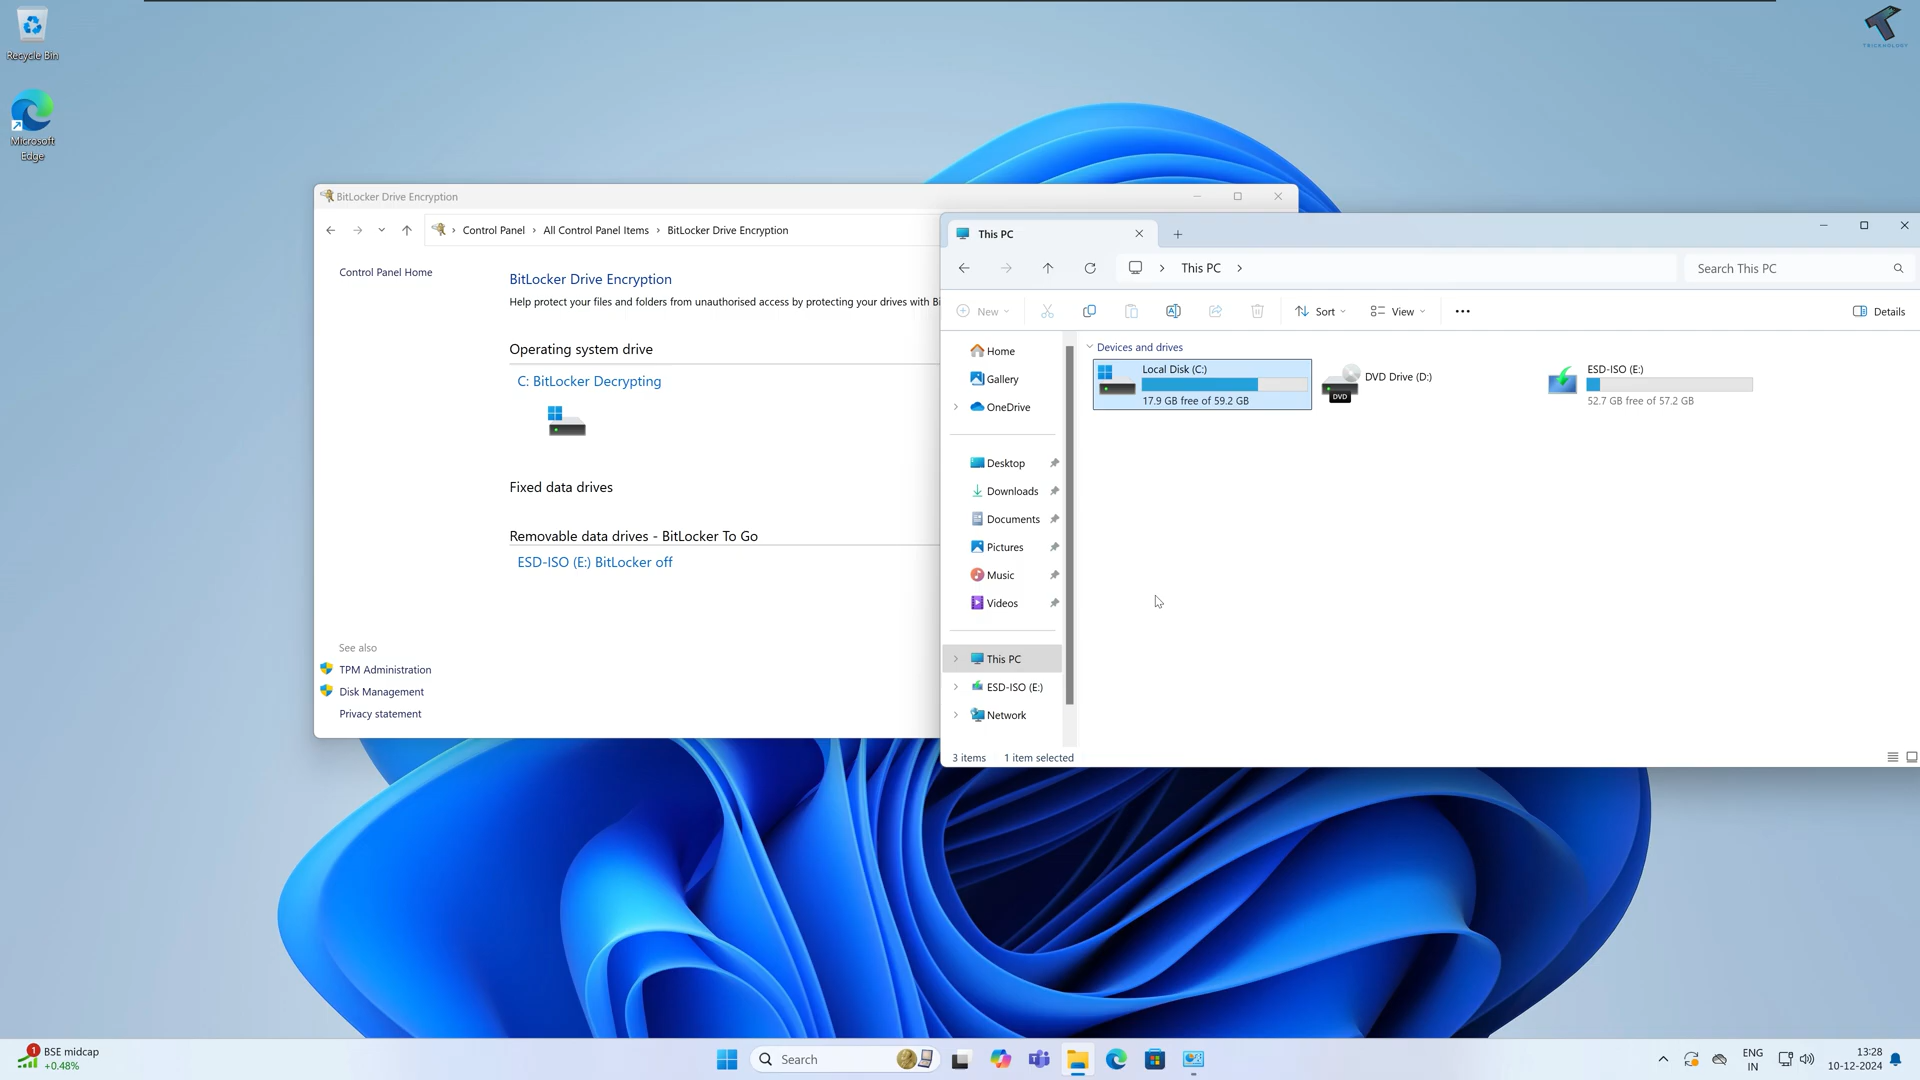 Recycle Bin
Microsoft
Edge
TRICKNOLOGY
BitLocker Drive Encryption
Control Panel
All Control Panel Items
BitLocker Drive Encryption
Control Panel Home
BitLocker Drive Encryption
Help protect your files and folders from unauthorised access by protecting your drives with Bi
Operating system drive
C: BitLocker Decrypting
Fixed data drives
Removable data drives - BitLocker To Go
ESD-ISO (E:) BitLocker off
See also
TPM Administration
Disk Management
Privacy statement
This PC
This PC
Search This PC
New
Sort
View
Details
Home
Gallery
OneDrive
Desktop
Downloads
Documents
Pictures
Music
Videos
This PC
ESD-ISO (E:)
Network
Devices and drives
Local Disk (C:)
17.9 GB free of 59.2 GB
DVD Drive (D:)
DVD
ESD-ISO (E:)
52.7 GB free of 57.2 GB
3 items
1 item selected
1
BSE midcap
+0.48%
Search
ENG
IN
13:28
10-12-2024